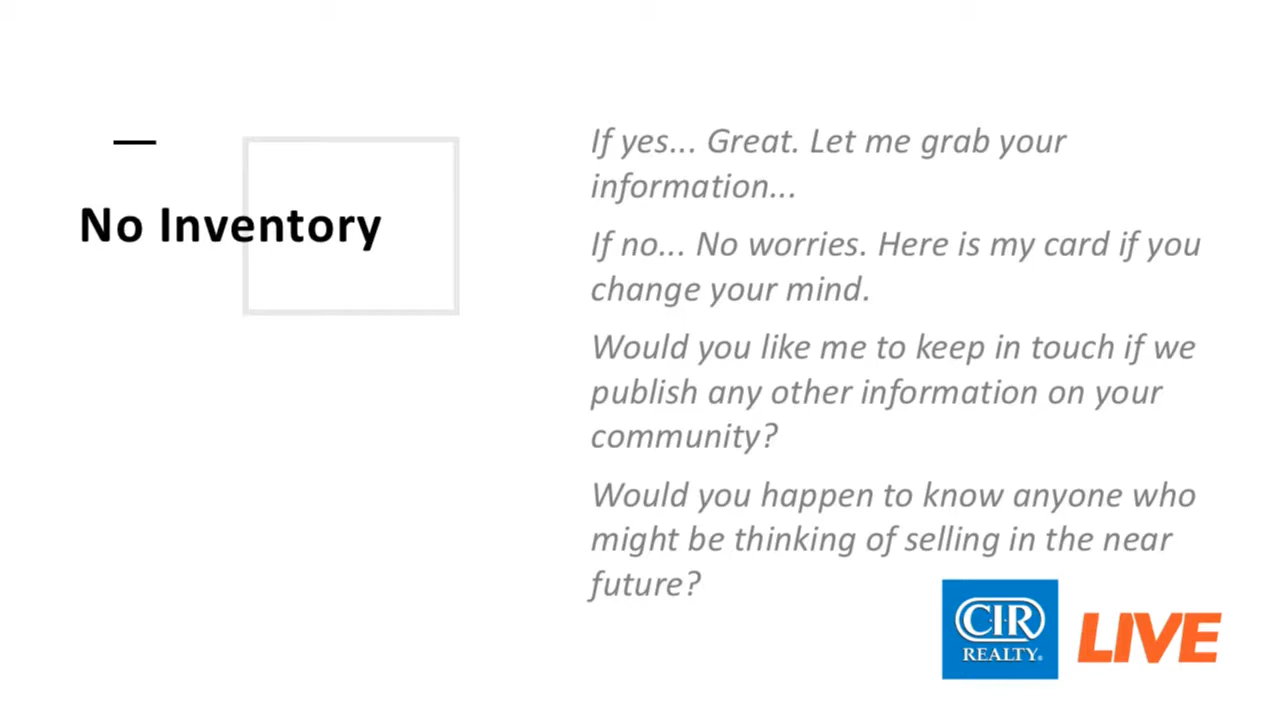 No Inventory
If yes... Great. Let me grab your
information...
If no... No worries. Here is my card if you
change your mind.
Would you like me to keep in touch if we
publish any other information on your
community?
Would you happen to know anyone who
might be thinking of selling in the near
future?
CIR
REALTY®
LIVE